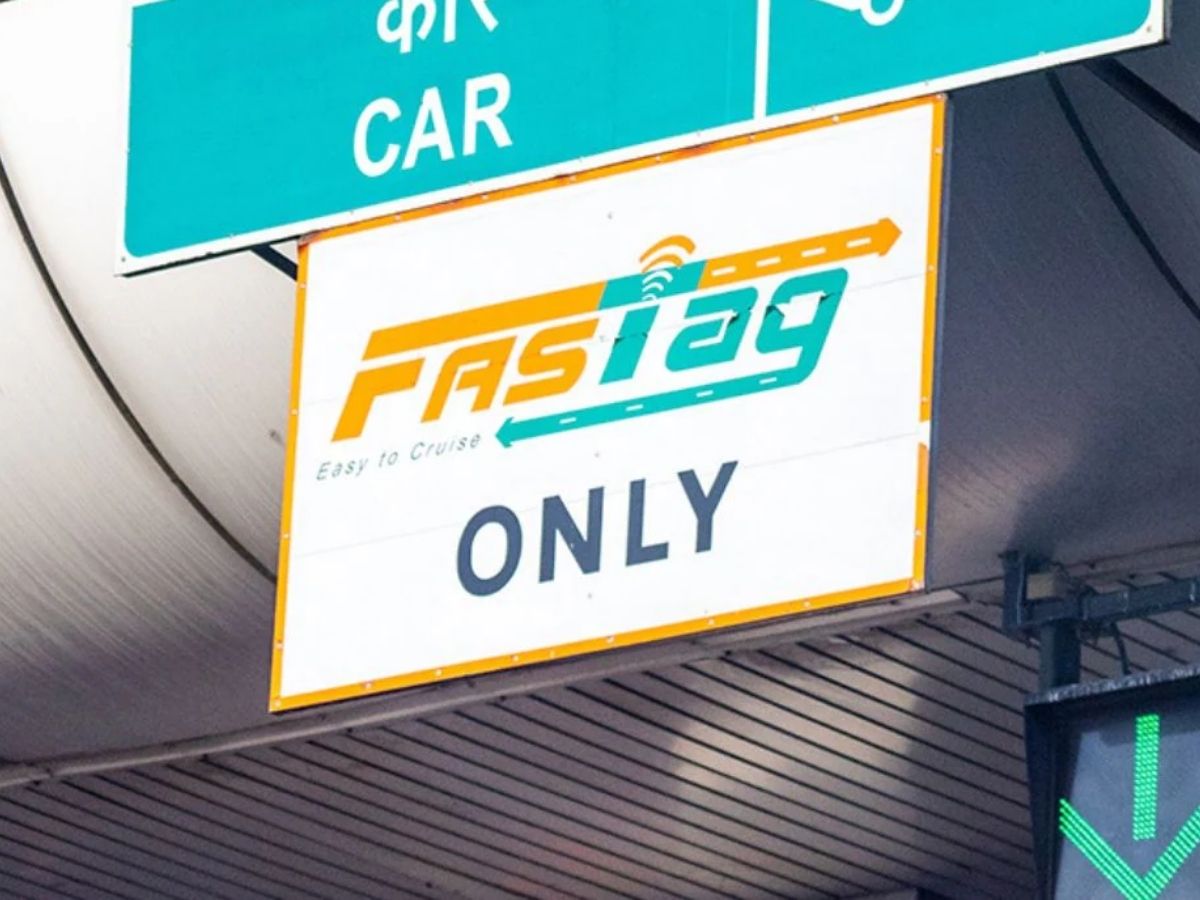 कार
CAR
FASTag
Easy to Cruise
ONLY